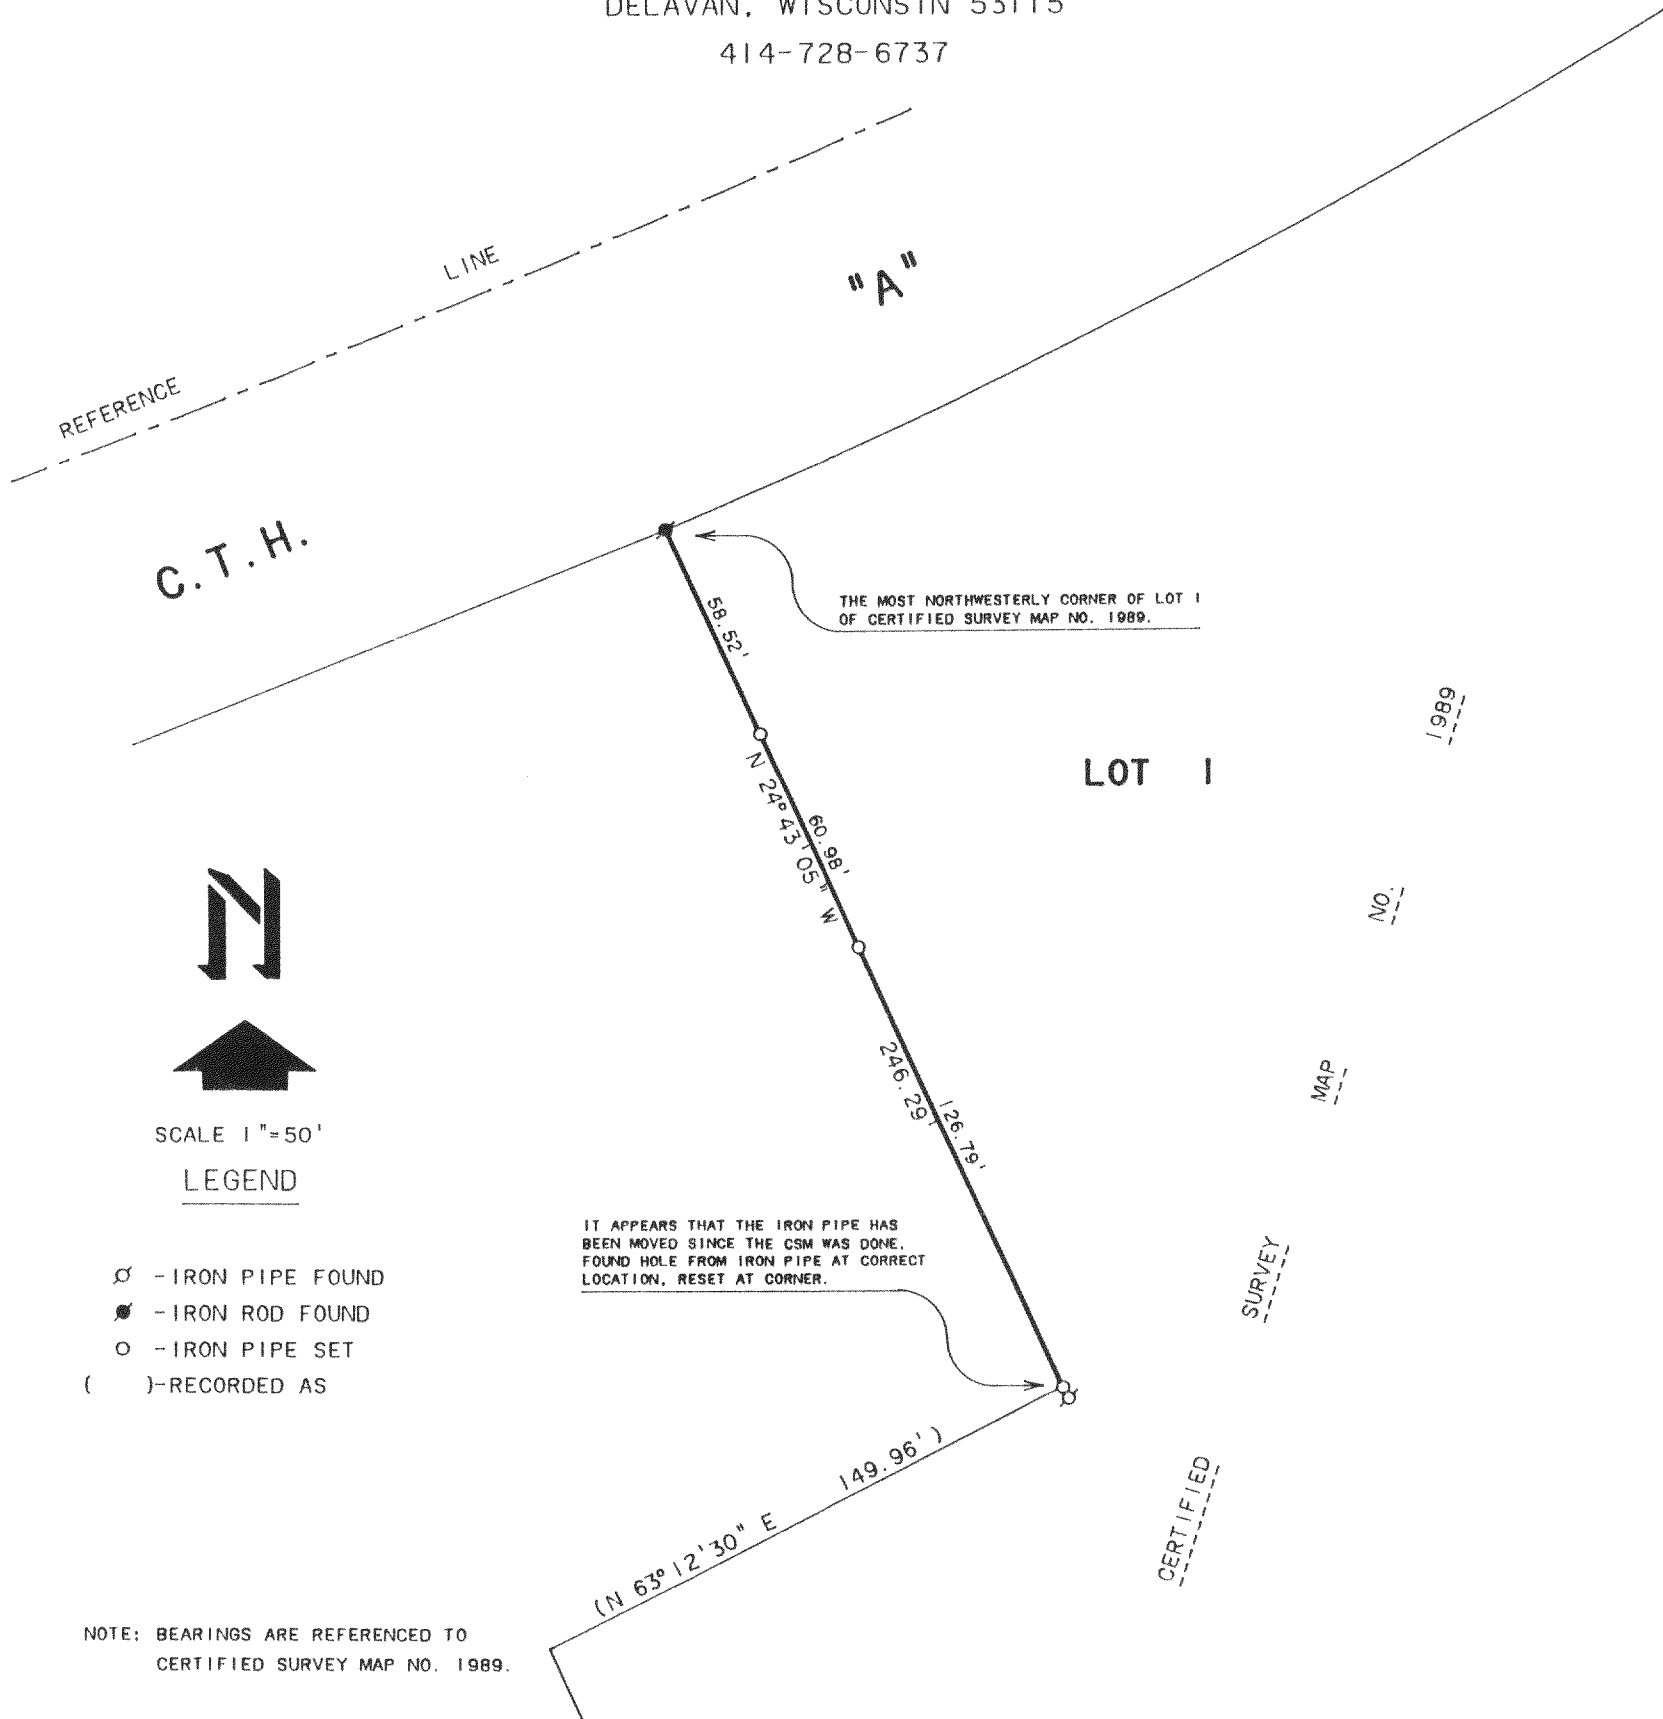 DELAVAN, WISCONSIN 53115
414-728-6737
LINE
"A"
REFERENCE
C.T.H.
58.52'
THE MOST NORTHWESTERLY CORNER OF LOT 1
OF CERTIFIED SURVEY MAP NO. 1989.
1989
LOT 1
N 24°43'05" W
60.98'
NO.
246.29'
126.79'
MAP
SCALE 1"=50'
LEGEND
IT APPEARS THAT THE IRON PIPE HAS
BEEN MOVED SINCE THE CSM WAS DONE.
FOUND HOLE FROM IRON PIPE AT CORRECT
LOCATION, RESET AT CORNER.
SURVEY
-IRON PIPE FOUND
-IRON ROD FOUND
-IRON PIPE SET
( )-RECORDED AS
CERTIFIED
(N 63°12'30" E 149.96')
NOTE: BEARINGS ARE REFERENCED TO
CERTIFIED SURVEY MAP NO. 1989.
N